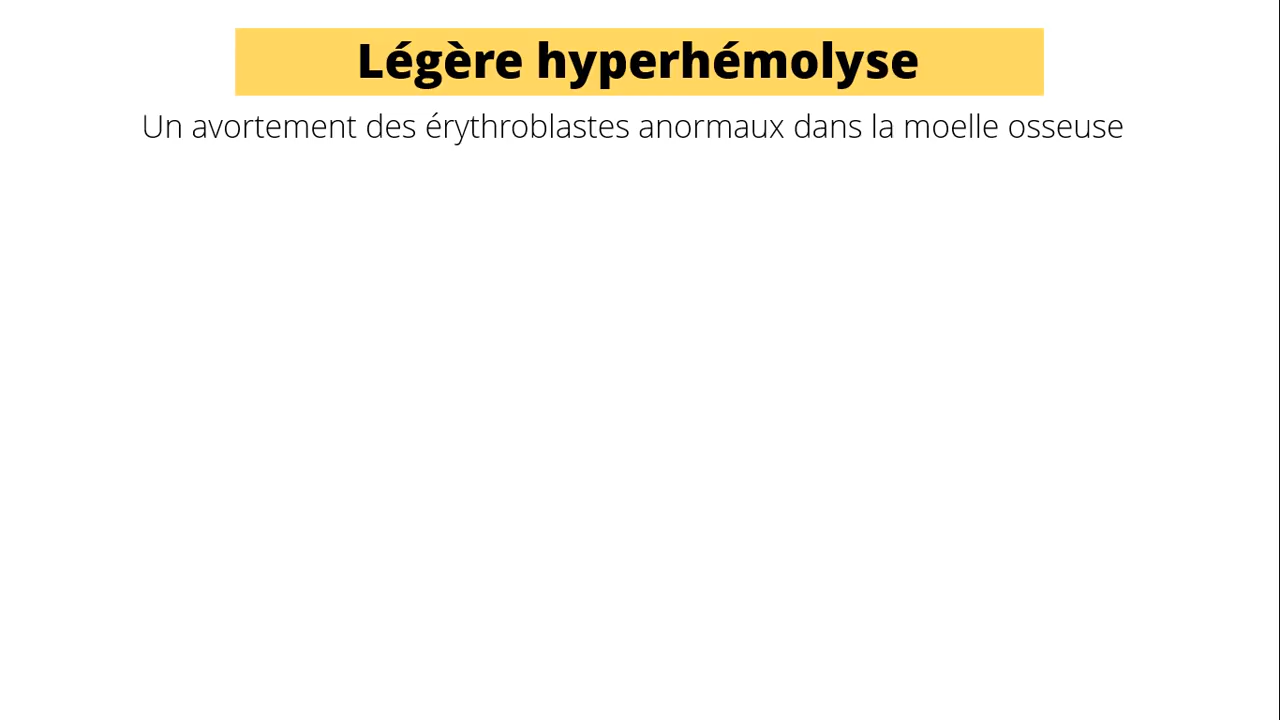 Légère hyperhémolyse
Un avortement des érythroblastes anormaux dans la moelle osseuse